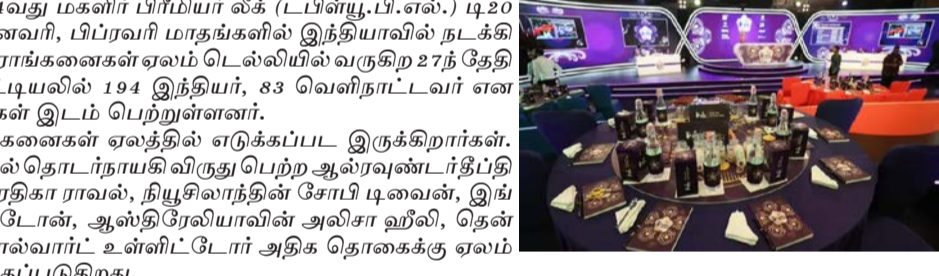 4வது மகளிர் பிரீமியர் லீக் (டபிள்யூ.பி.எல்.) டி20
னவரி, பிப்ரவரி மாதங்களில் இந்தியாவில் நடக்கி
ராங்கனைகள் ஏலம் டெல்லியில் வருகிற 27ந் தேதி
ட்டியலில் 194 இந்தியர், 83 வெளிநாட்டவர் என
கள் இடம் பெற்றுள்ளனர்.
கனைகள் ஏலத்தில் எடுக்கப்பட இருக்கிறார்கள்.
ல் தொடர்நாயகி விருது பெற்ற ஆல்ரவுண்டர் தீப்தி
ரதிகா ராவல், நியூசிலாந்தின் சோபி டிவைன், இங்
டோன், ஆஸ்திரேலியாவின் அலிசா ஹீலி, தென்
ால்வார்ட் உள்ளிட்டோர் அதிக தொகைக்கு ஏலம்